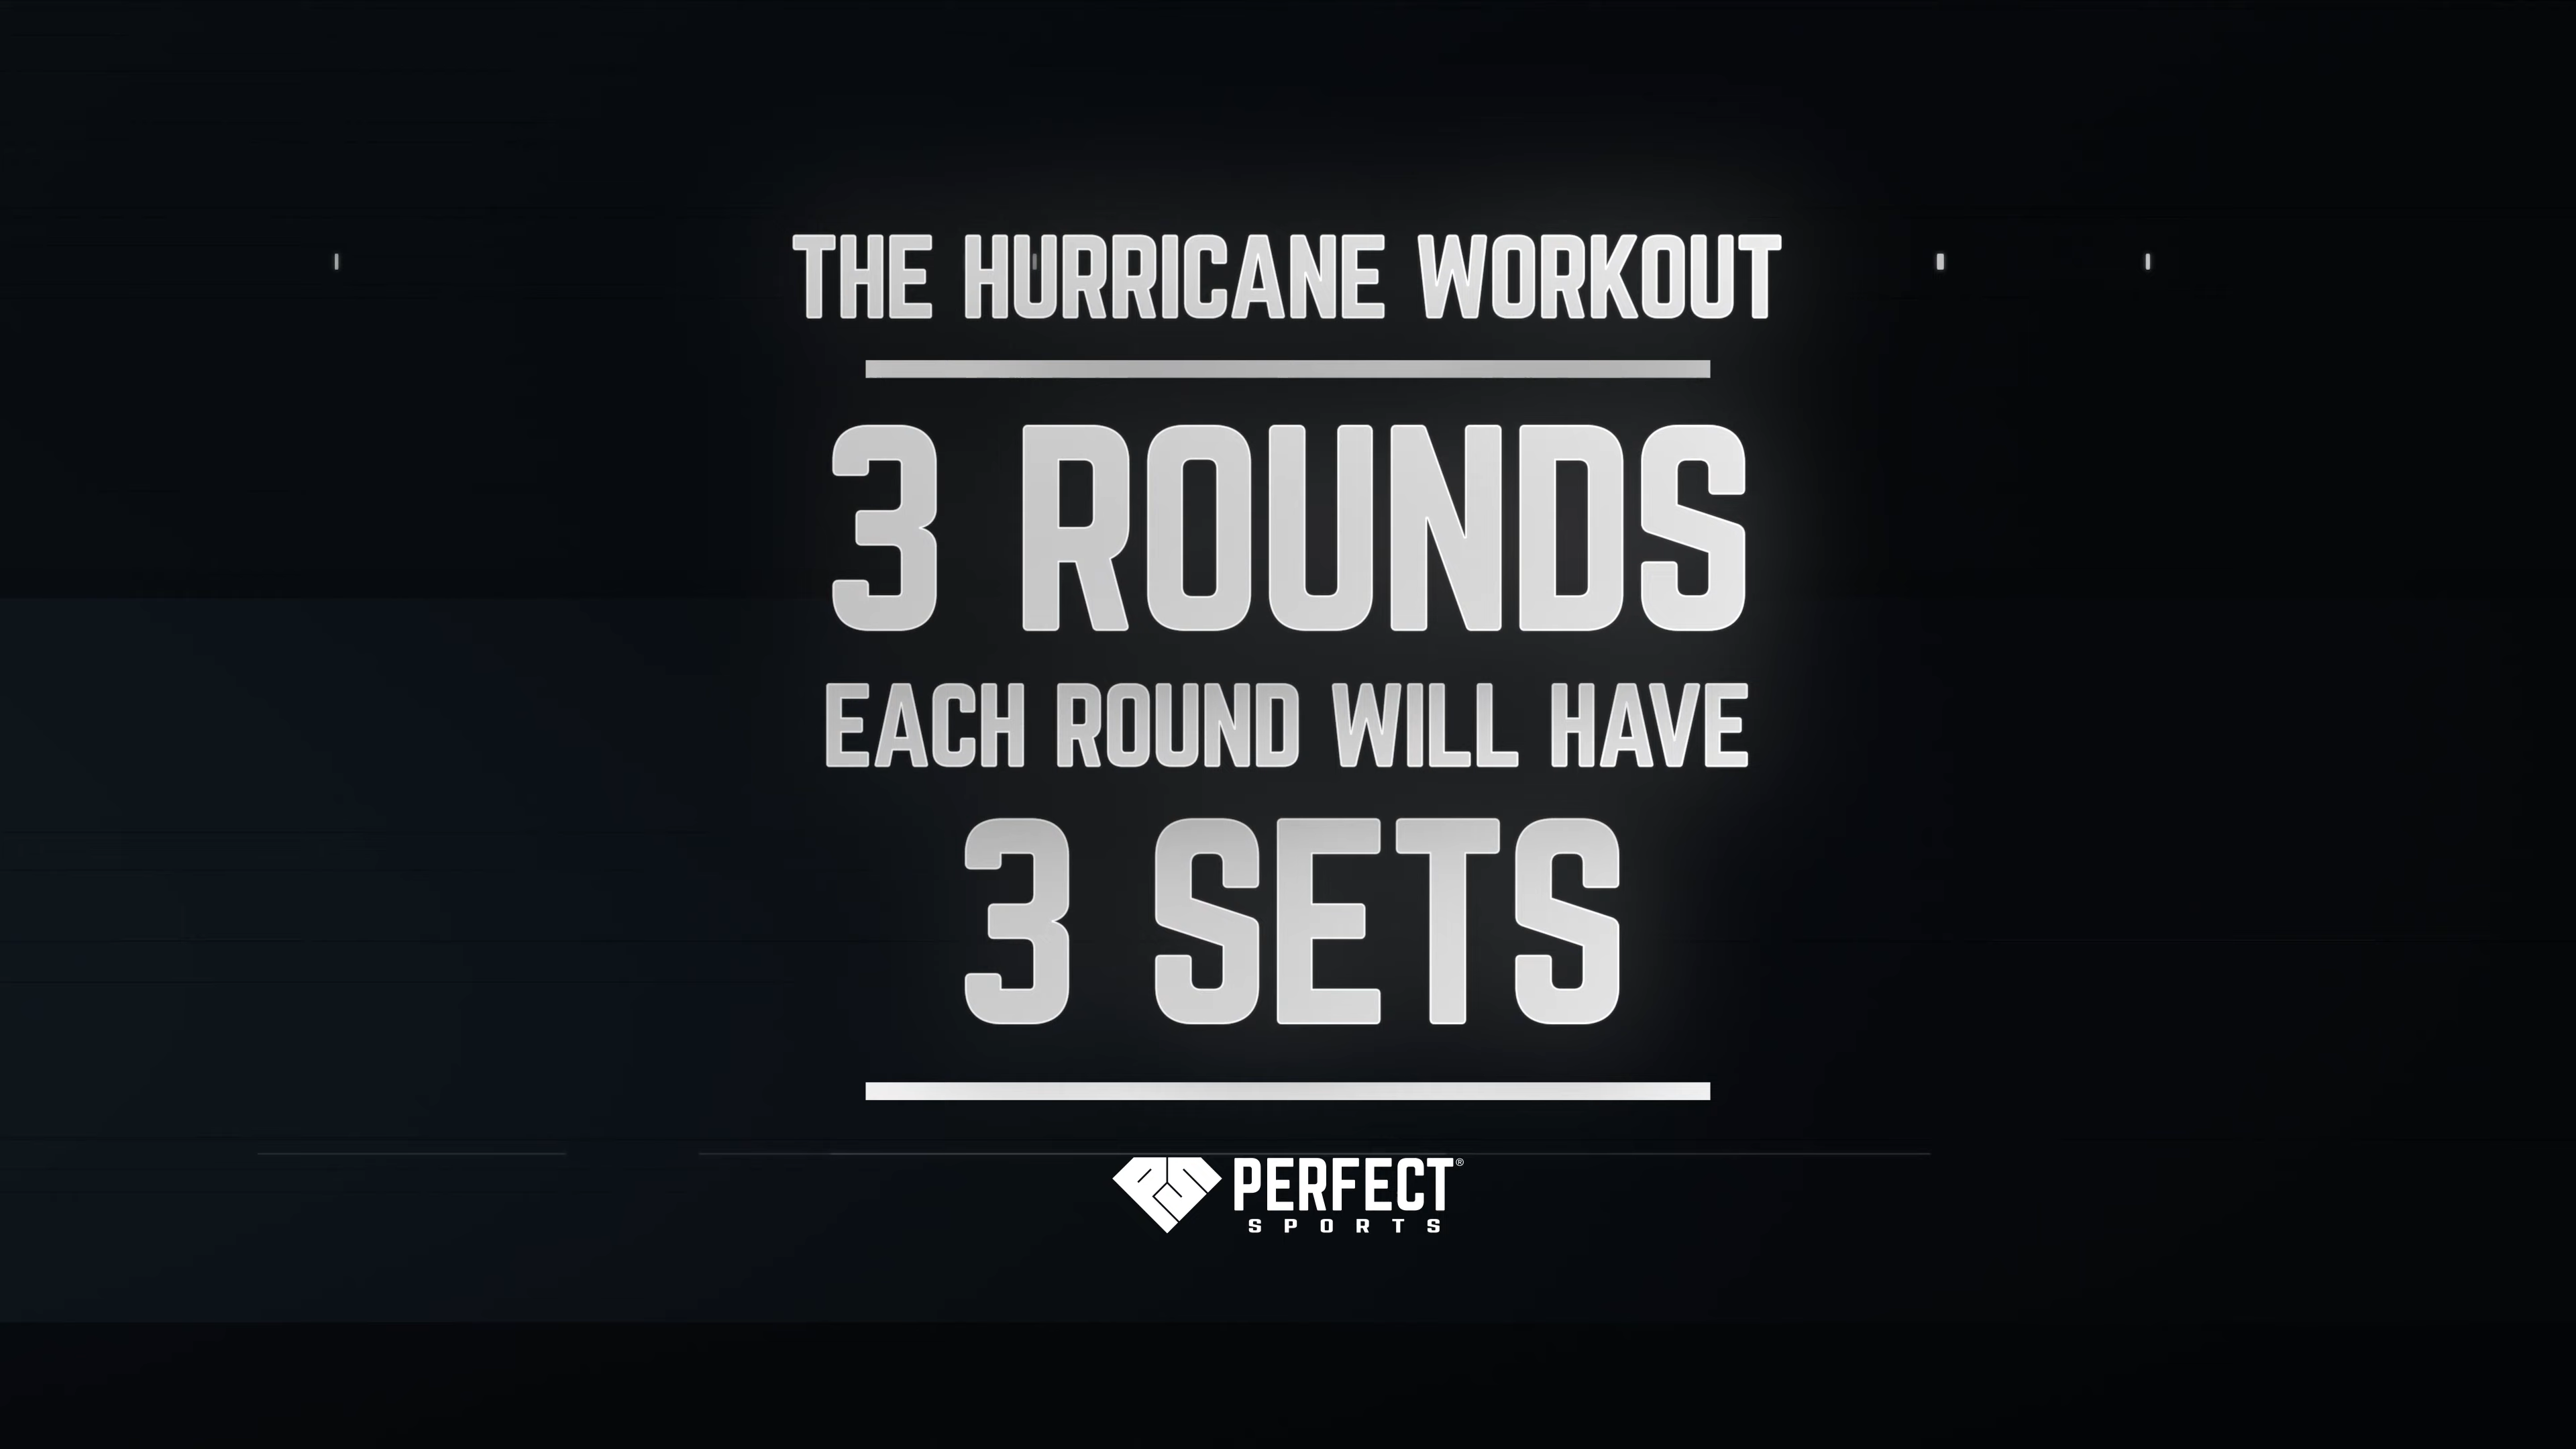 THE HURRICANE WORKOUT
3 ROUNDS
EACH ROUND WILL HAVE
3 SETS
PERFECT®
SPORTS